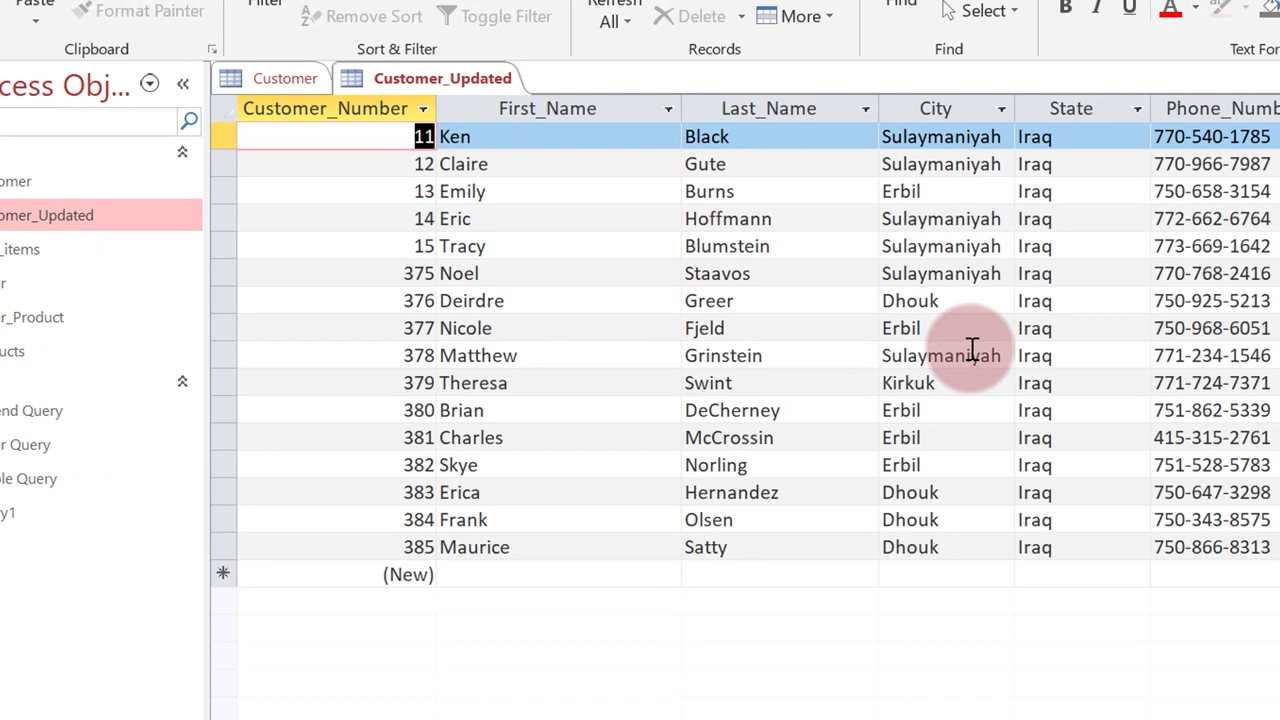 Paste Format Painter Filter Remove Sort Toggle Filter Refresh All Delete More Find Select B I U A
Clipboard Sort & Filter Records Find Text For
cess Obj...
Customer Customer_Updated
omer
omer_Updated
_items
r
r_Product
ucts
end Query
r Query
le Query
y1
Customer_Number First_Name Last_Name City State Phone_Numb
11 Ken Black Sulaymaniyah Iraq 770-540-1785
12 Claire Gute Sulaymaniyah Iraq 770-966-7987
13 Emily Burns Erbil Iraq 750-658-3154
14 Eric Hoffmann Sulaymaniyah Iraq 772-662-6764
15 Tracy Blumstein Sulaymaniyah Iraq 773-669-1642
375 Noel Staavos Sulaymaniyah Iraq 770-768-2416
376 Deirdre Greer Dhouk Iraq 750-925-5213
377 Nicole Fjeld Erbil Iraq 750-968-6051
378 Matthew Grinstein Sulaymaniyah Iraq 771-234-1546
379 Theresa Swint Kirkuk Iraq 771-724-7371
380 Brian DeCherney Erbil Iraq 751-862-5339
381 Charles McCrossin Erbil Iraq 415-315-2761
382 Skye Norling Erbil Iraq 751-528-5783
383 Erica Hernandez Dhouk Iraq 750-647-3298
384 Frank Olsen Dhouk Iraq 750-343-8575
385 Maurice Satty Dhouk Iraq 750-866-8313
(New)